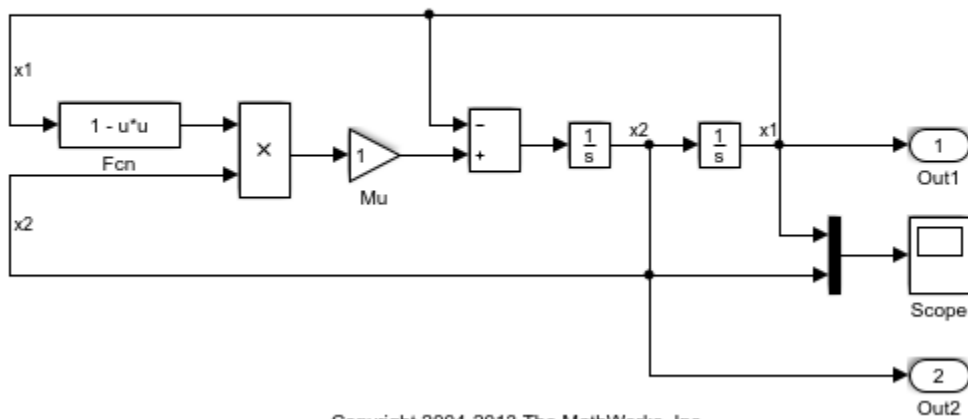 x1
1 - u*u
Fcn
×
1
Mu
−
+
1
s
x2
1
s
x1
1
Out1
x2
Scope
2
Out2
Copyright 2004-2013 The MathWorks, Inc.